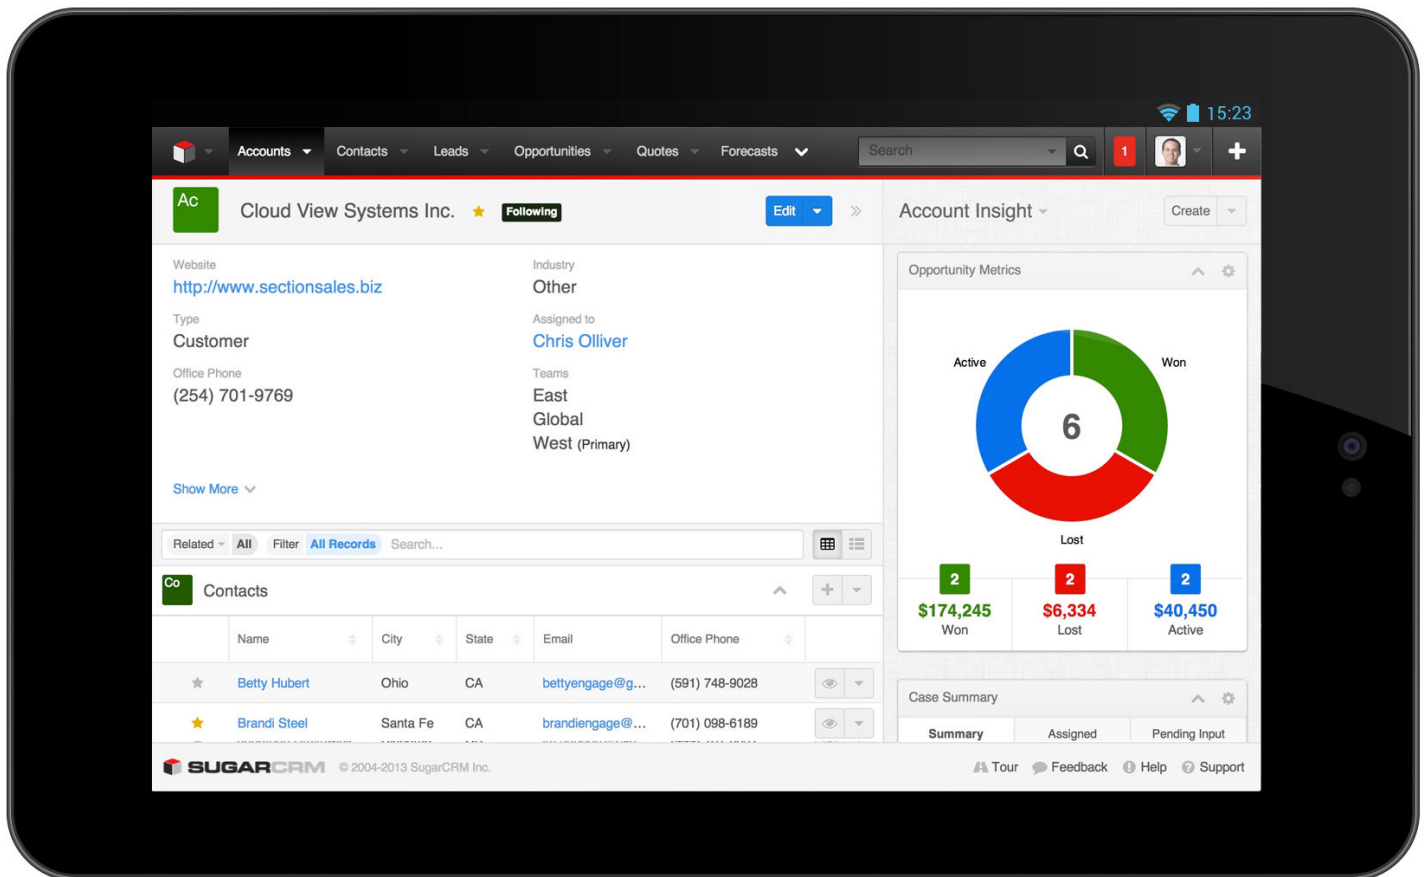 15:23
Accounts Contacts Leads Opportunities Quotes Forecasts Search 1
Ac Cloud View Systems Inc. Following Edit
Account Insight Create
Website Industry
http://www.sectionsales.biz Other
Type Assigned to
Customer Chris Olliver
Office Phone Teams
(254) 701-9769 East
Global
West (Primary)
Show More
Related All Filter All Records Search...
Co Contacts
Name City State Email Office Phone
Betty Hubert Ohio CA bettyengage@g... (591) 748-9028
Brandi Steel Santa Fe CA brandiengage@... (701) 098-6189
Opportunity Metrics
Active Won
6
Lost
2 2 2
$174,245 $6,334 $40,450
Won Lost Active
Case Summary
Summary Assigned Pending Input
SUGARCRM © 2004-2013 SugarCRM Inc. Tour Feedback Help Support